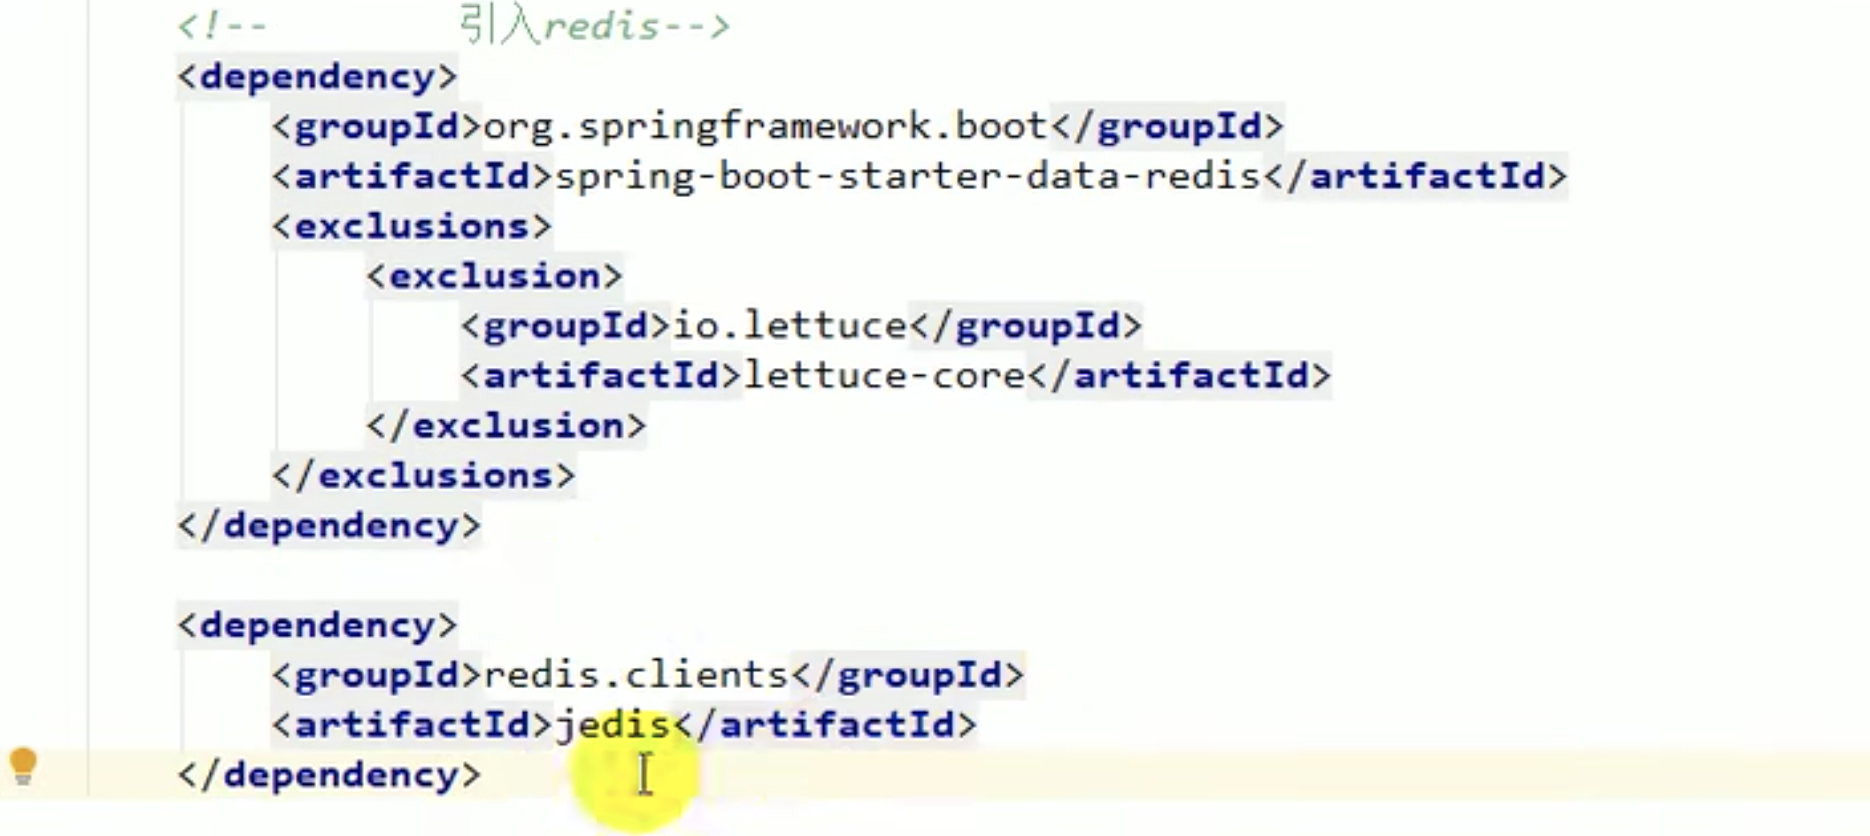 <!--        引入redis-->
<dependency>
    <groupId>org.springframework.boot</groupId>
    <artifactId>spring-boot-starter-data-redis</artifactId>
    <exclusions>
        <exclusion>
            <groupId>io.lettuce</groupId>
            <artifactId>lettuce-core</artifactId>
        </exclusion>
    </exclusions>
</dependency>
<dependency>
    <groupId>redis.clients</groupId>
    <artifactId>jedis</artifactId>
</dependency>